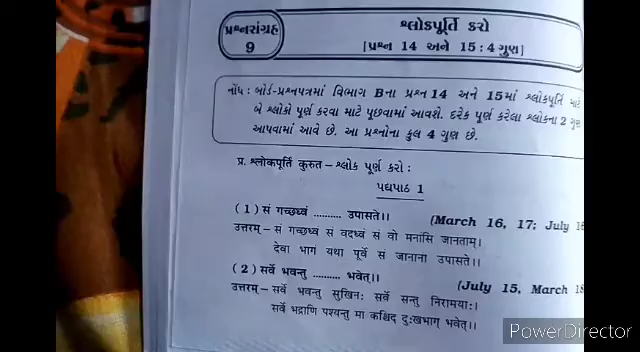 પ્રશ્નસંગ્રહ
9
શ્લોકપૂર્તિ કરો
[પ્રશ્ન 14 અને 15 : 4 ગુણ]
નોંધ : બોર્ડ-પ્રશ્નપત્રમાં વિભાગ Bના પ્રશ્ન 14 અને 15માં શ્લોકપૂર્તિ માટે
બે શ્લોકો પૂર્ણ કરવા માટે પૂછવામાં આવશે. દરેક પૂર્ણ કરેલા શ્લોકના 2 ગુણ
આપવામાં આવે છે. આ પ્રશ્નોના કુલ 4 ગુણ છે.
પ્ર. શ્લોકપૂર્તિ કુરુત – શ્લોક પૂર્ણ કરો :
પદ્યપાઠ 1
(1) सं गच्छध्वं .......... उपासते।। (March 16, 17; July
उत्तरम् – सं गच्छध्वं सं वदध्वं सं वो मनांसि जानताम्।
देवा भागं यथा पूर्वे सं जानाना उपासते।।
(2) सर्वे भवन्तु .......... भवेत्।। (July 15, March
उत्तरम् – सर्वे भवन्तु सुखिनः सर्वे सन्तु निरामयाः।
सर्वे भद्राणि पश्यन्तु मा कश्चिद् दुःखभाग् भवेत्।।
PowerDirector